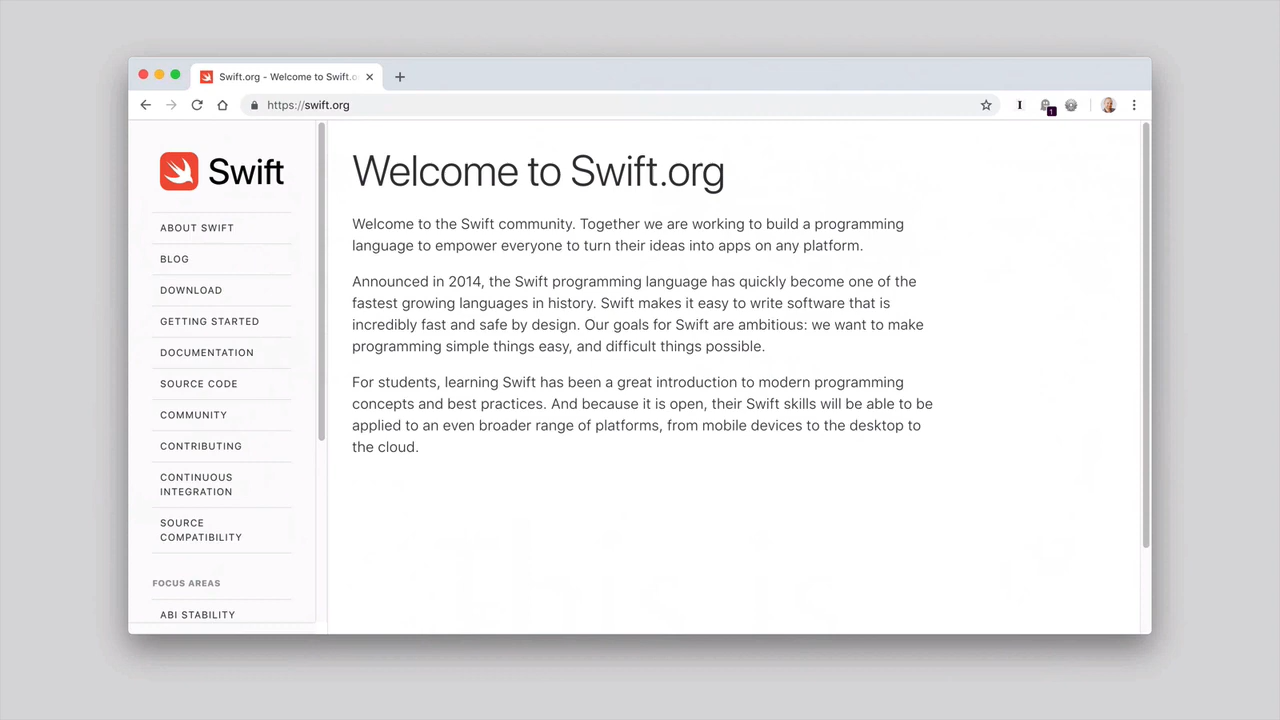 Swift.org - Welcome to Swift.o
https://swift.org
1
Swift
ABOUT SWIFT
BLOG
DOWNLOAD
GETTING STARTED
DOCUMENTATION
SOURCE CODE
COMMUNITY
CONTRIBUTING
CONTINUOUS
INTEGRATION
SOURCE
COMPATIBILITY
FOCUS AREAS
ABI STABILITY
Welcome to Swift.org
Welcome to the Swift community. Together we are working to build a programming
language to empower everyone to turn their ideas into apps on any platform.
Announced in 2014, the Swift programming language has quickly become one of the
fastest growing languages in history. Swift makes it easy to write software that is
incredibly fast and safe by design. Our goals for Swift are ambitious: we want to make
programming simple things easy, and difficult things possible.
For students, learning Swift has been a great introduction to modern programming
concepts and best practices. And because it is open, their Swift skills will be able to be
applied to an even broader range of platforms, from mobile devices to the desktop to
the cloud.
This is